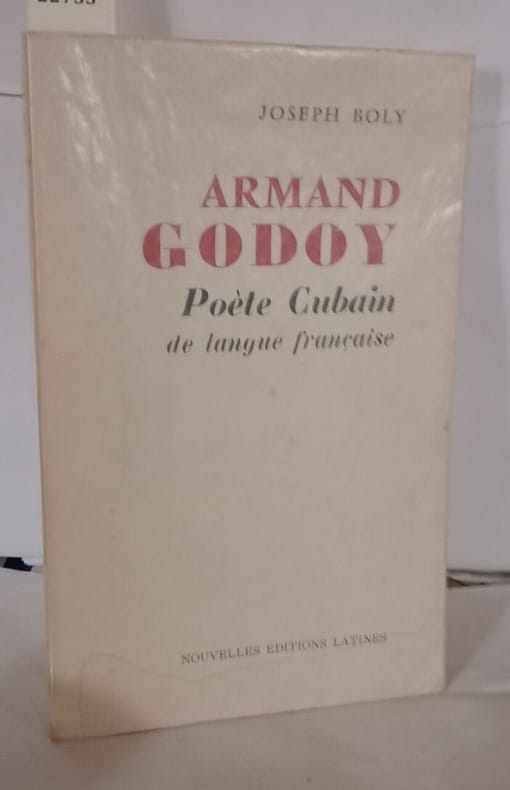 JOSEPH BOLY
ARMAND
GODOY
Poète Cubain
de langue française
NOUVELLES EDITIONS LATINES